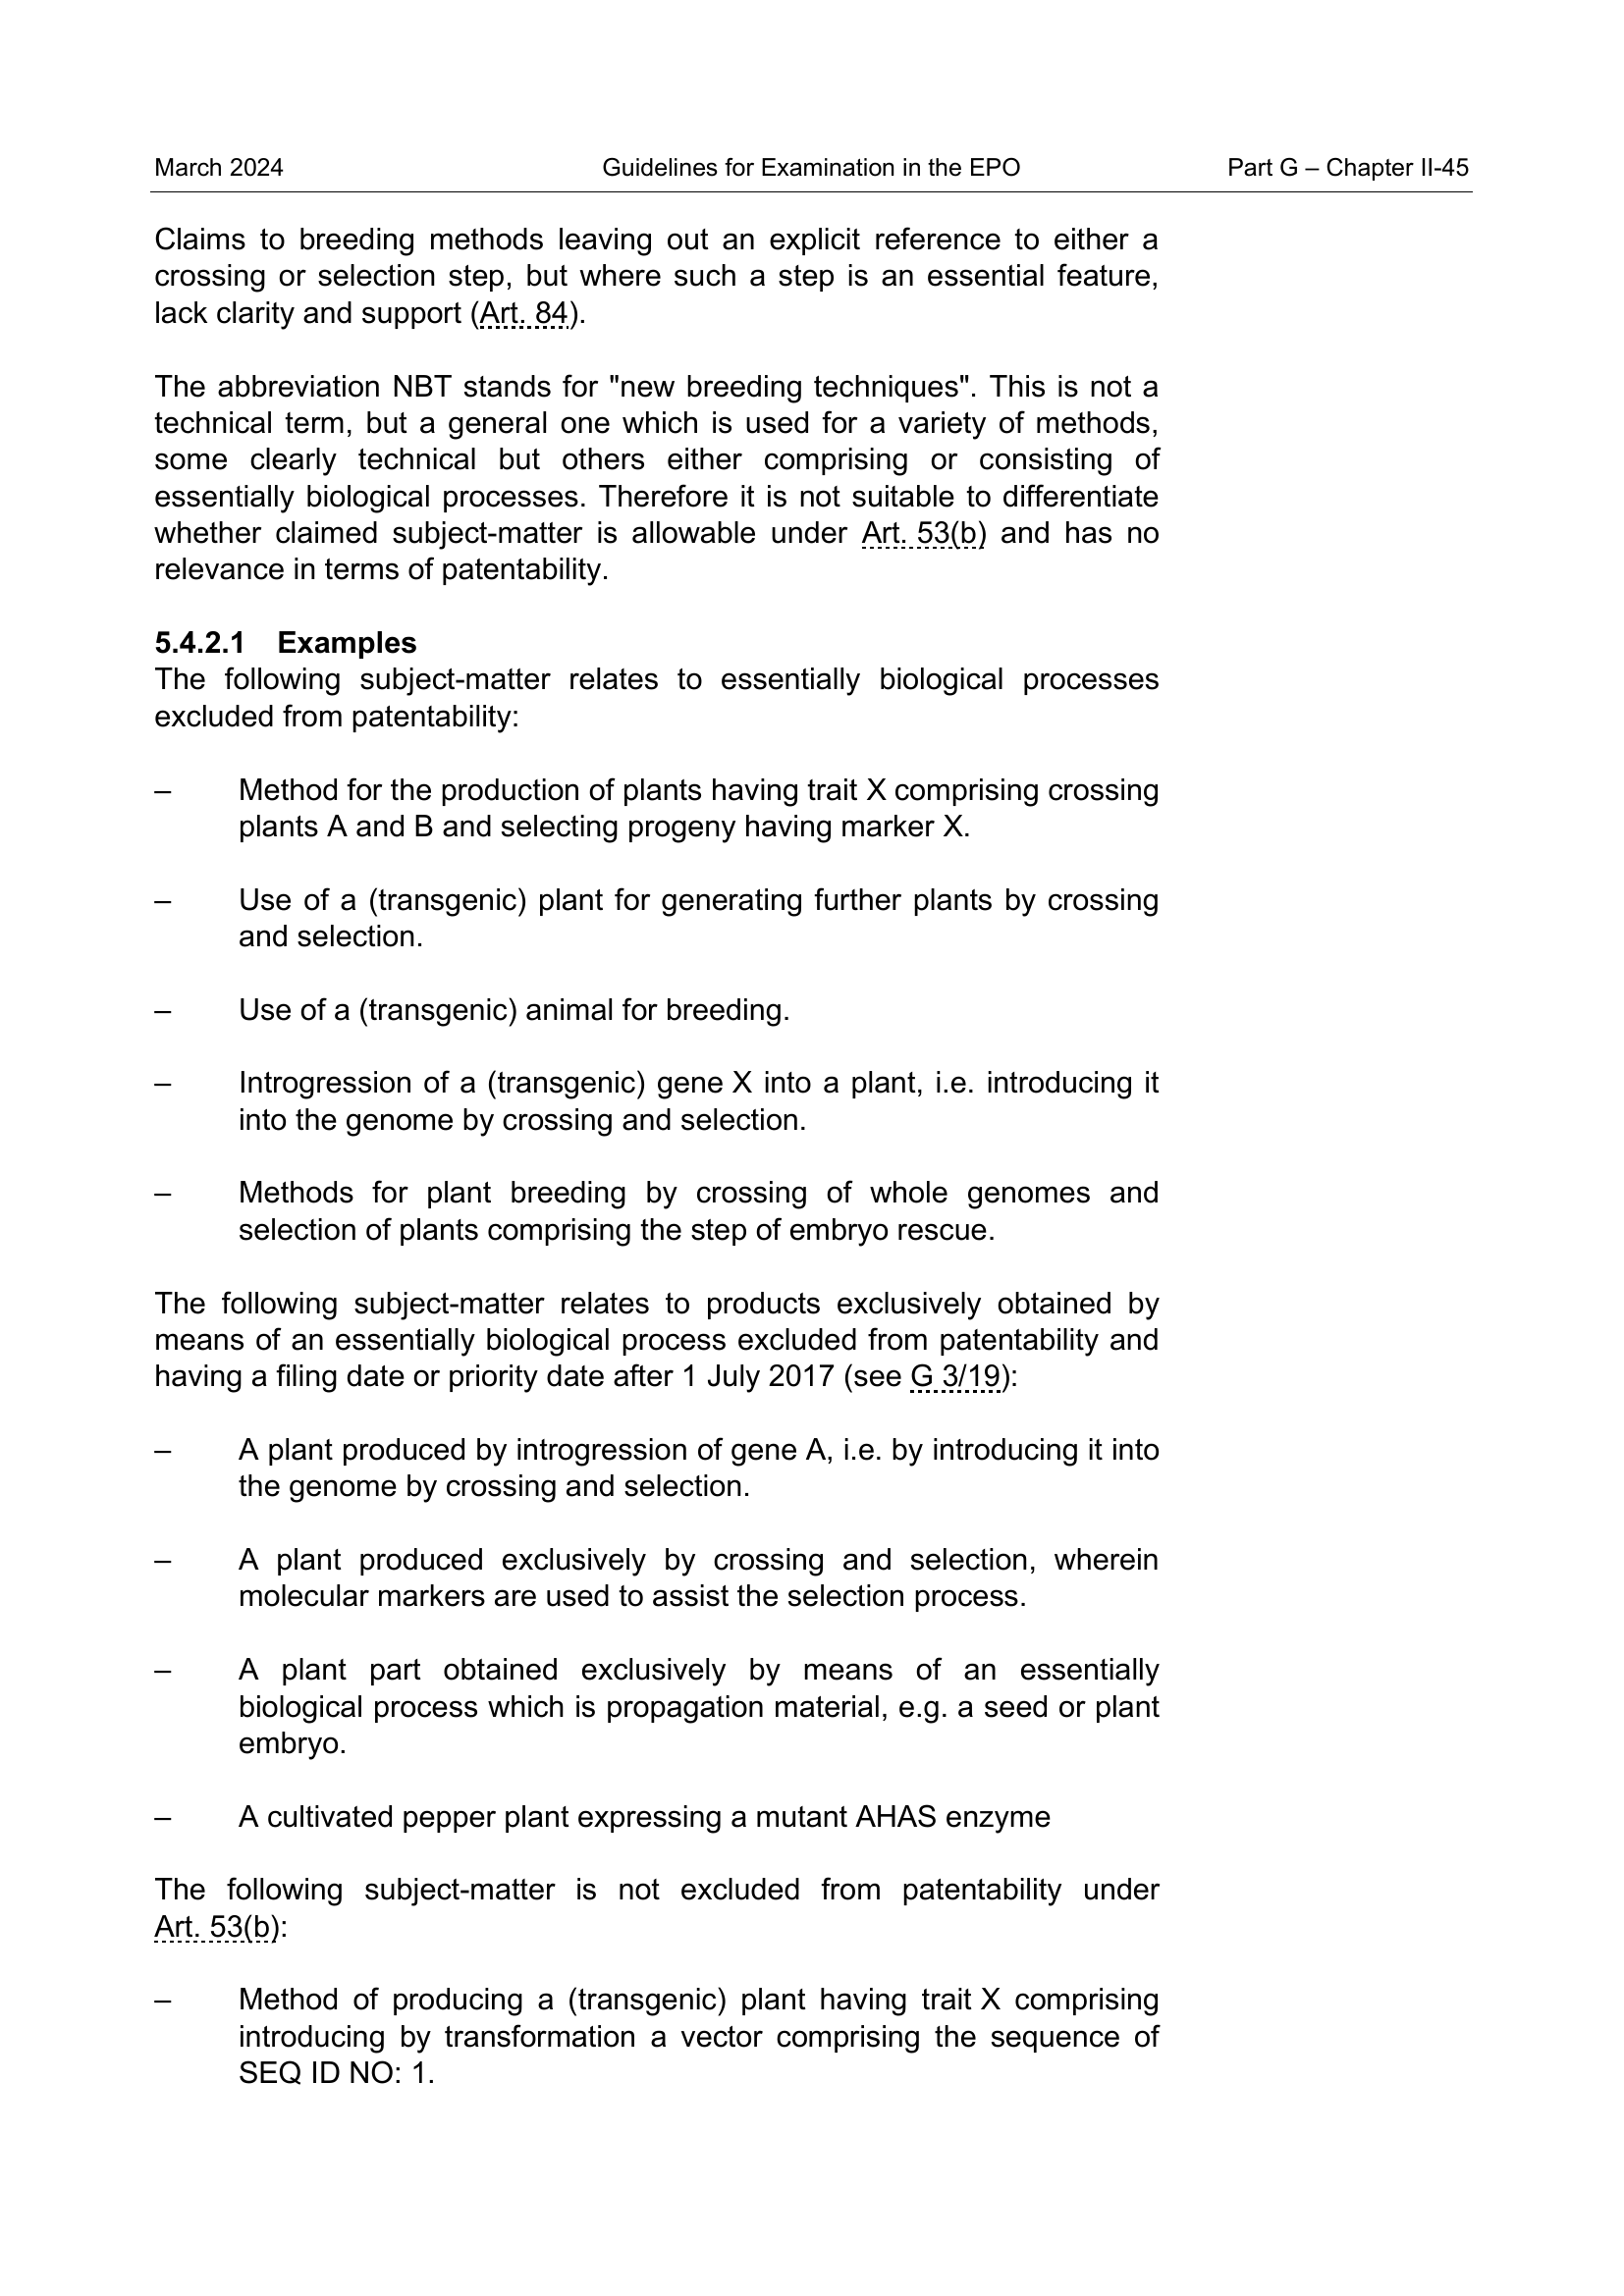 March 2024 Guidelines for Examination in the EPO Part G – Chapter II-45
Claims to breeding methods leaving out an explicit reference to either a
crossing or selection step, but where such a step is an essential feature,
lack clarity and support (Art. 84).
The abbreviation NBT stands for "new breeding techniques". This is not a
technical term, but a general one which is used for a variety of methods,
some clearly technical but others either comprising or consisting of
essentially biological processes. Therefore it is not suitable to differentiate
whether claimed subject-matter is allowable under Art. 53(b) and has no
relevance in terms of patentability.
5.4.2.1 Examples
The following subject-matter relates to essentially biological processes
excluded from patentability:
– Method for the production of plants having trait X comprising crossing
plants A and B and selecting progeny having marker X.
– Use of a (transgenic) plant for generating further plants by crossing
and selection.
– Use of a (transgenic) animal for breeding.
– Introgression of a (transgenic) gene X into a plant, i.e. introducing it
into the genome by crossing and selection.
– Methods for plant breeding by crossing of whole genomes and
selection of plants comprising the step of embryo rescue.
The following subject-matter relates to products exclusively obtained by
means of an essentially biological process excluded from patentability and
having a filing date or priority date after 1 July 2017 (see G 3/19):
– A plant produced by introgression of gene A, i.e. by introducing it into
the genome by crossing and selection.
– A plant produced exclusively by crossing and selection, wherein
molecular markers are used to assist the selection process.
– A plant part obtained exclusively by means of an essentially
biological process which is propagation material, e.g. a seed or plant
embryo.
– A cultivated pepper plant expressing a mutant AHAS enzyme
The following subject-matter is not excluded from patentability under
Art. 53(b):
– Method of producing a (transgenic) plant having trait X comprising
introducing by transformation a vector comprising the sequence of
SEQ ID NO: 1.